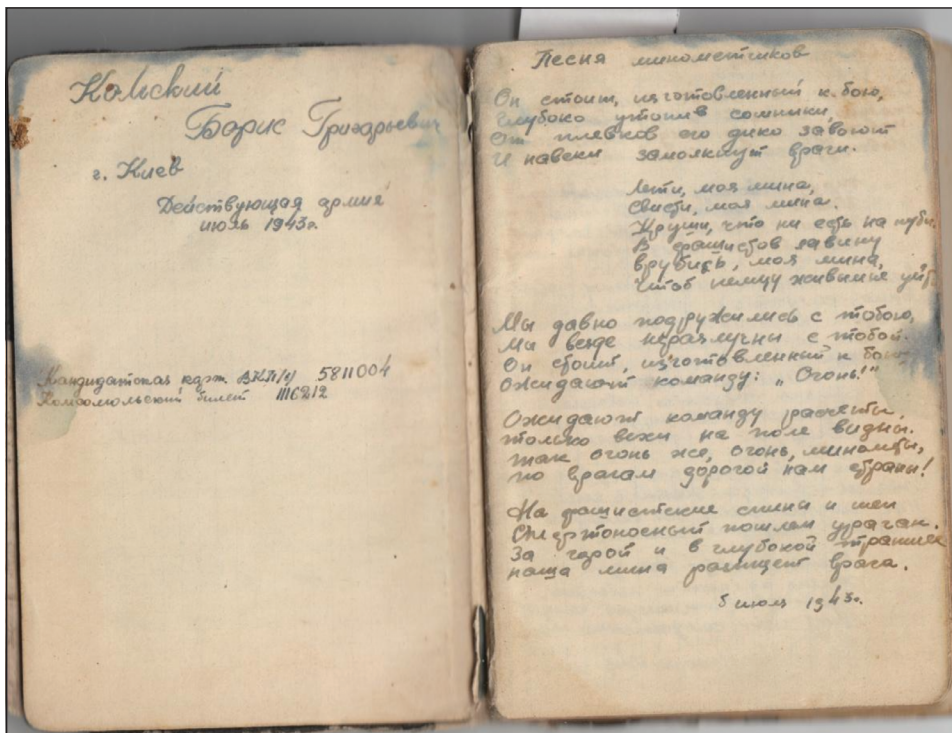 Кольский
Борис Григорьевич
г. Киев
Действующая армия
июль 1943г.
Кандидатская карт. ВКП/б/ 5811004
Комсомольский билет 1116212
Песня минометчиков
Он стоит, изготовленный к бою,
Глубоко утопив сошники,
От плевков его дико завоют
И навеки замолкнут враги.
Лети, моя мина,
Свисти, моя мина.
Круши, что ни есть на пути.
В фашистов лавину
врубись, моя мина,
Чтоб немцу живым не уйти
Мы давно подружились с тобою,
Мы везде неразлучны с тобой.
Он стоит, изготовленный к бою
Ожидают команду: „Огонь!"
Ожидают команду расчеты,
только вехи на поле видны.
так огонь же, огонь, минометы,
по врагам дорогой нам страны!
На фашистские спины и шеи
Смертоносный пошлем ураган.
За горой и в глубокой траншее
наша мина разыщет врага.
5 июля 1943г.